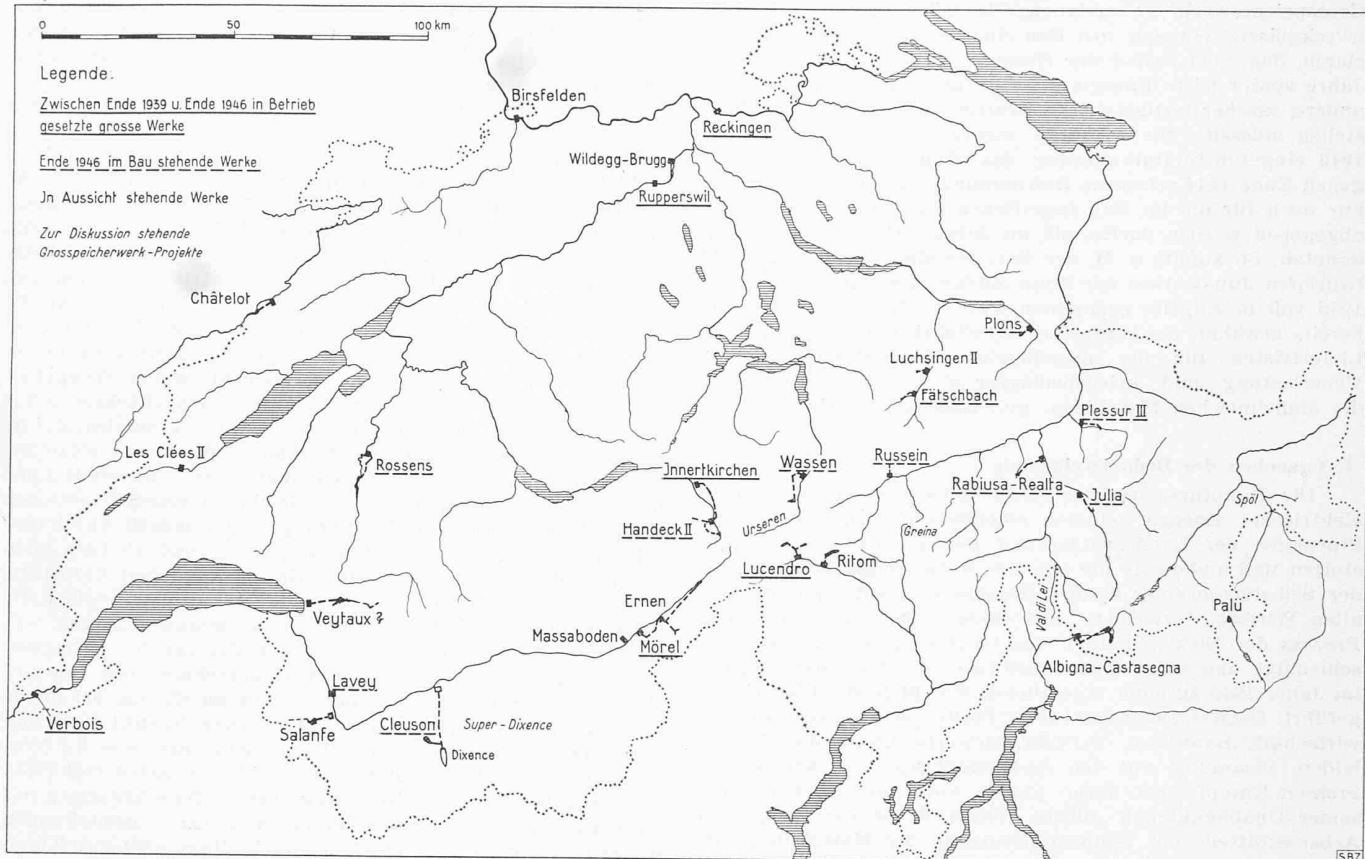 0 50 100 km
Legende.
Zwischen Ende 1939 u. Ende 1946 in Betrieb
gesetzte grosse Werke
Ende 1946 im Bau stehende Werke
Jn Aussicht stehende Werke
Zur Diskussion stehende
Grosspeicherwerk-Projekte
Birsfelden
Reckingen
Wildegg-Brugg
Rupperswil
Châtelot
Plons
Luchsingen II
Fätschbach
Plessur III
Les Clées II
Rossens
Jnnertkirchen
Wassen
Russein
Rabiusa-Realta
Julia
Spöl
Handeck II
Urseren
Greina
Lucendro
Ritom
Val di Lei
Palü
Veytaux ?
Ernen
Massaboden
Mörel
Albigna-Castasegna
Verbois
Lavey
Salanfe
Cleuson
Super-Dixence
Dixence
SBZ